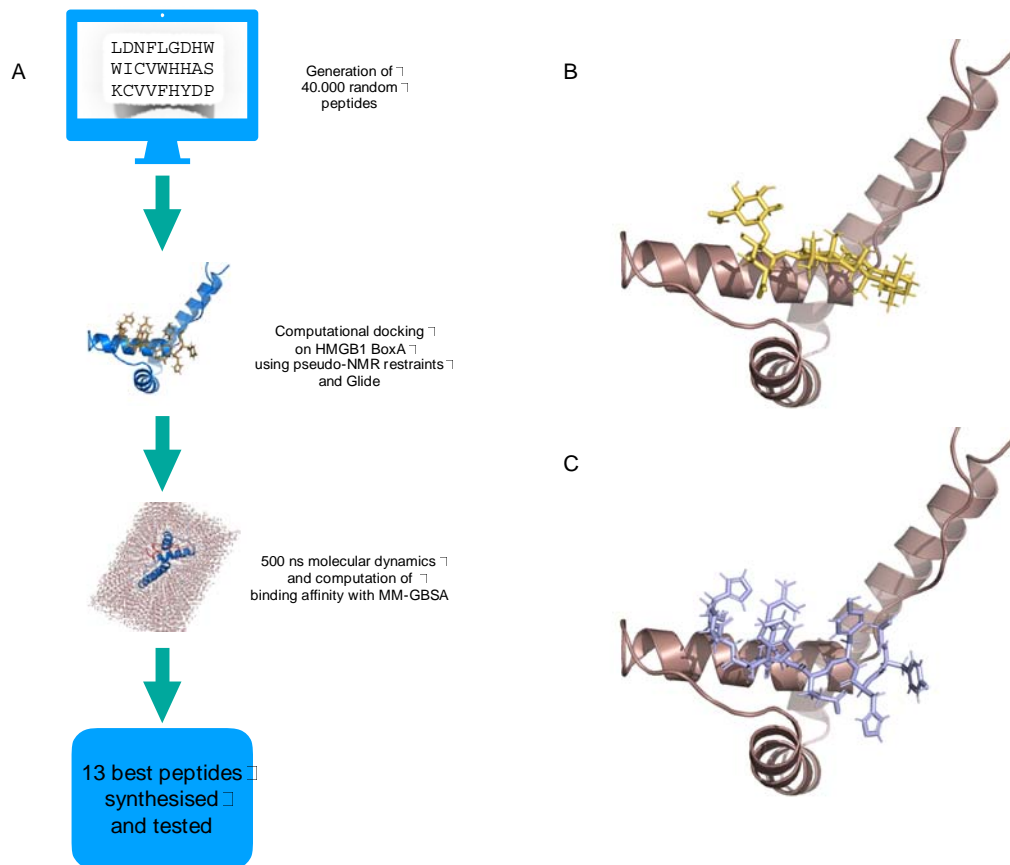 A
LDNFLGDHW
WICVWHHAS
KCVVFHYDP
Generation of
40.000 random
peptides
Computational docking
on HMGB1 BoxA
using pseudo-NMR restraints
and Glide
500 ns molecular dynamics
and computation of
binding affinity with MM-GBSA
13 best peptides
synthesised
and tested
B
C